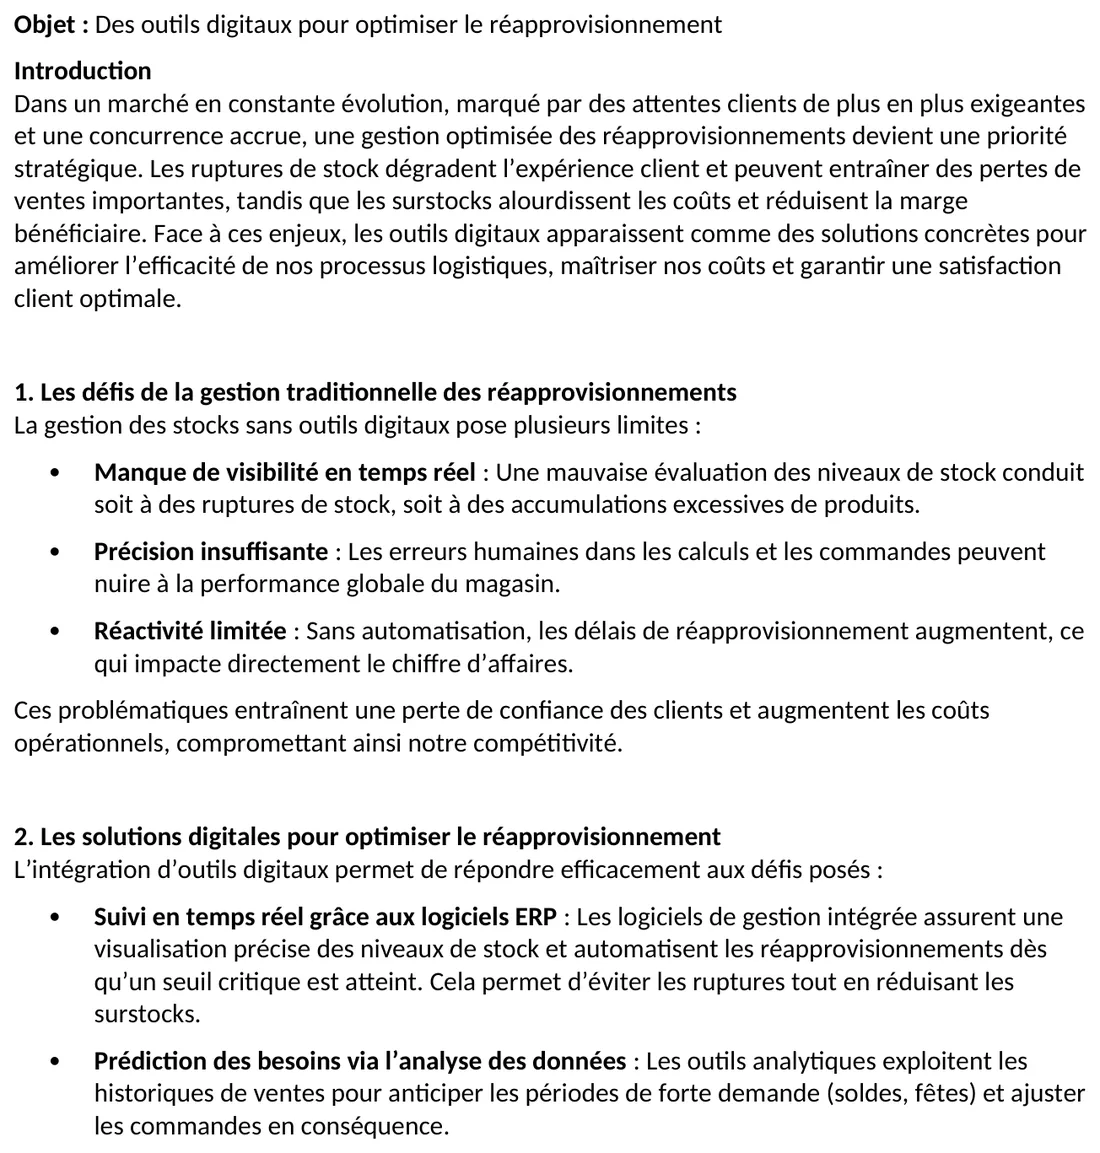 Objet : Des outils digitaux pour optimiser le réapprovisionnement
Introduction
Dans un marché en constante évolution, marqué par des attentes clients de plus en plus exigeantes
et une concurrence accrue, une gestion optimisée des réapprovisionnements devient une priorité
stratégique. Les ruptures de stock dégradent l’expérience client et peuvent entraîner des pertes de
ventes importantes, tandis que les surstocks alourdissent les coûts et réduisent la marge
bénéficiaire. Face à ces enjeux, les outils digitaux apparaissent comme des solutions concrètes pour
améliorer l’efficacité de nos processus logistiques, maîtriser nos coûts et garantir une satisfaction
client optimale.
1. Les défis de la gestion traditionnelle des réapprovisionnements
La gestion des stocks sans outils digitaux pose plusieurs limites :
• Manque de visibilité en temps réel : Une mauvaise évaluation des niveaux de stock conduit
soit à des ruptures de stock, soit à des accumulations excessives de produits.
• Précision insuffisante : Les erreurs humaines dans les calculs et les commandes peuvent
nuire à la performance globale du magasin.
• Réactivité limitée : Sans automatisation, les délais de réapprovisionnement augmentent, ce
qui impacte directement le chiffre d’affaires.
Ces problématiques entraînent une perte de confiance des clients et augmentent les coûts
opérationnels, compromettant ainsi notre compétitivité.
2. Les solutions digitales pour optimiser le réapprovisionnement
L’intégration d’outils digitaux permet de répondre efficacement aux défis posés :
• Suivi en temps réel grâce aux logiciels ERP : Les logiciels de gestion intégrée assurent une
visualisation précise des niveaux de stock et automatisent les réapprovisionnements dès
qu’un seuil critique est atteint. Cela permet d’éviter les ruptures tout en réduisant les
surstocks.
• Prédiction des besoins via l’analyse des données : Les outils analytiques exploitent les
historiques de ventes pour anticiper les périodes de forte demande (soldes, fêtes) et ajuster
les commandes en conséquence.